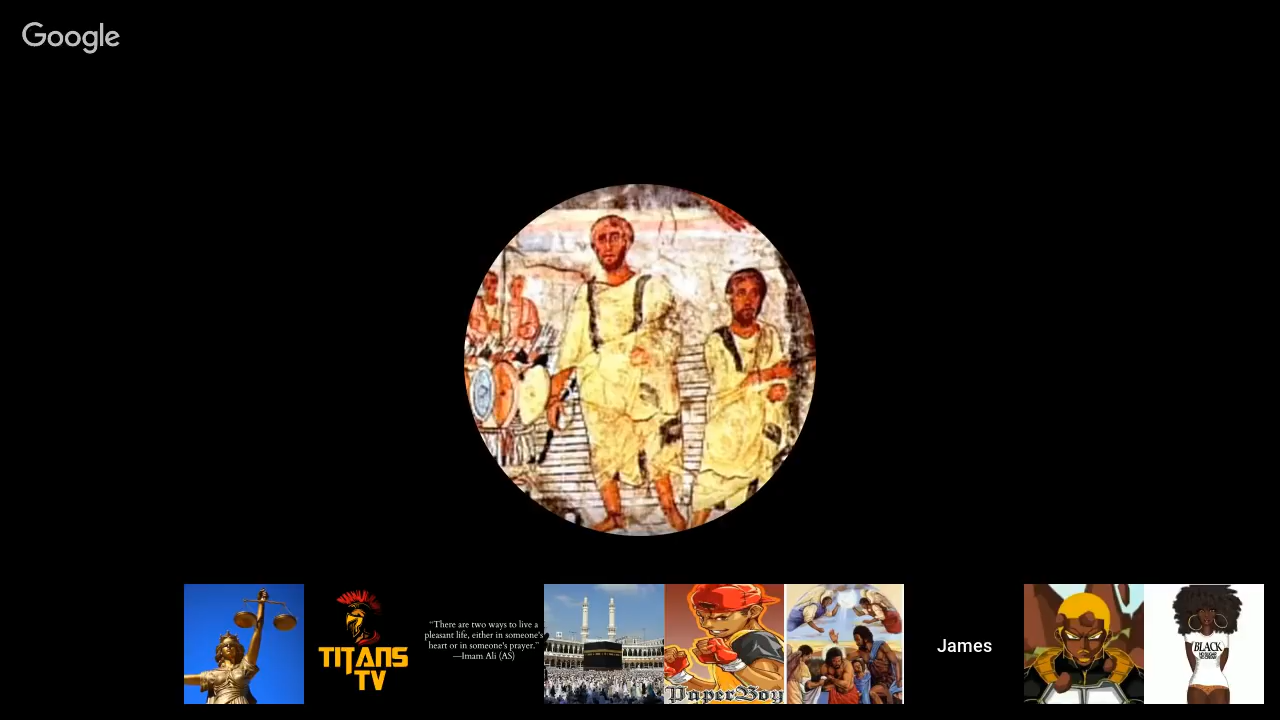 Google
TITANS
TV
“There are two ways to live a
pleasant life, either in someone's
heart or in someone's prayer.”
—Imam Ali (AS)
PaperBoy
James
BLACK